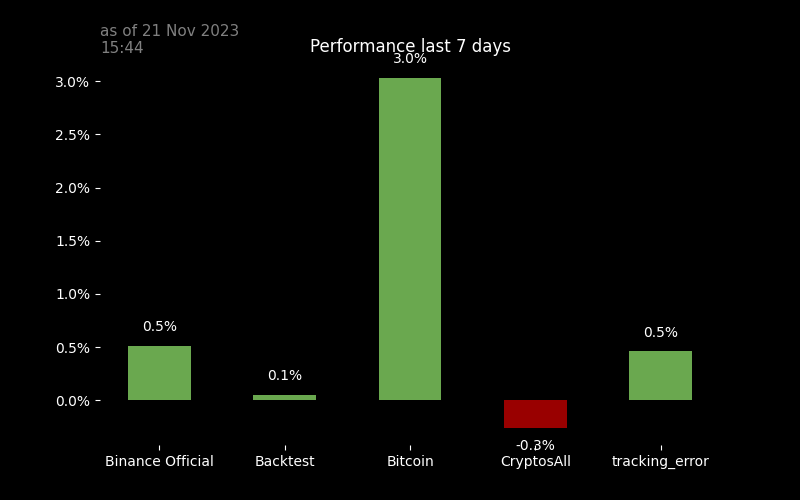 as of 21 Nov 2023
15:44
Performance last 7 days
3.0%
3.0%
2.5%
2.0%
1.5%
1.0%
0.5%
0.5%
0.5%
0.1%
0.0%
-0.3%
Binance Official
Backtest
Bitcoin
CryptosAll
tracking_error